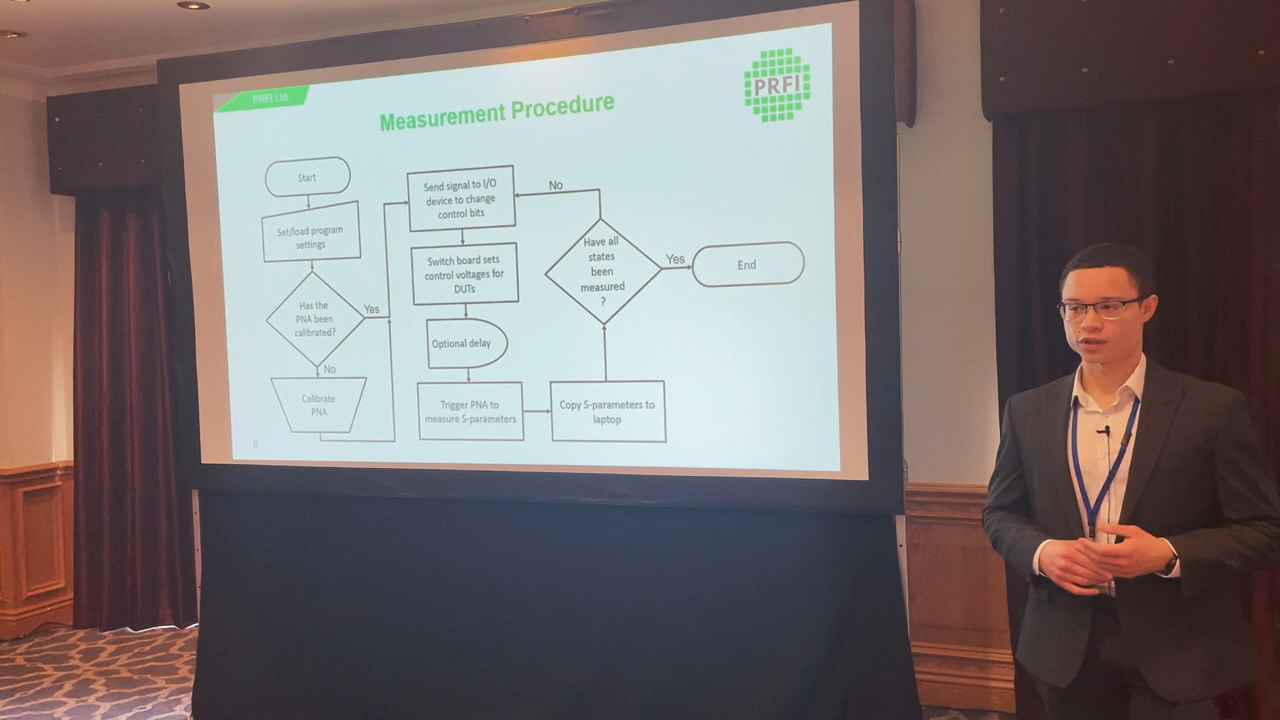 PRFI Ltd
Measurement Procedure
PRFI
Start
Set/load program
settings
Has the
PNA been
calibrated?
Yes
No
Calibrate
PNA
Send signal to I/O
device to change
control bits
Switch board sets
control voltages for
DUTs
Optional delay
Trigger PNA to
measure S-parameters
Copy S-parameters to
laptop
Have all
states
been
measured
?
No
Yes
End
8